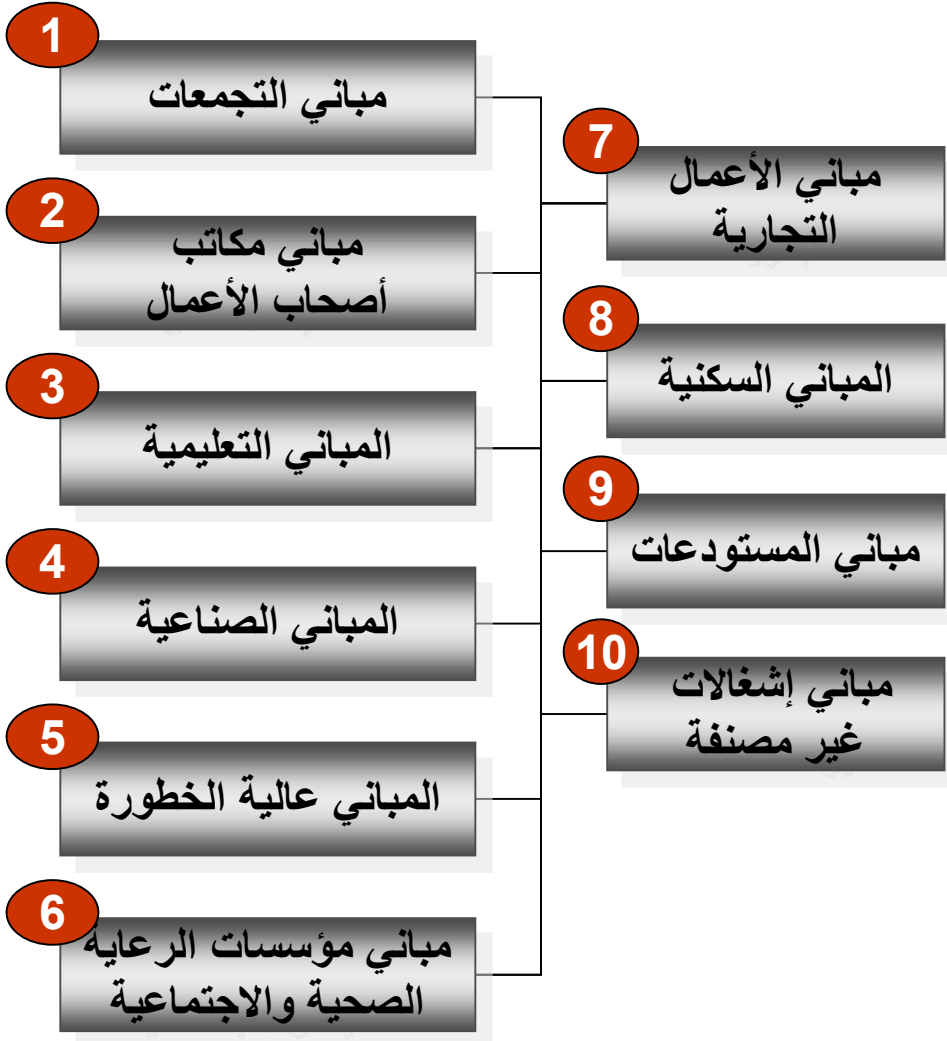 1
مباني التجمعات
2
مباني مكاتب
أصحاب الأعمال
3
المباني التعليمية
4
المباني الصناعية
5
المباني عالية الخطورة
6
مباني مؤسسات الرعاية
الصحية والاجتماعية
7
مباني الأعمال
التجارية
8
المباني السكنية
9
مباني المستودعات
10
مباني إشغالات
غير مصنفة